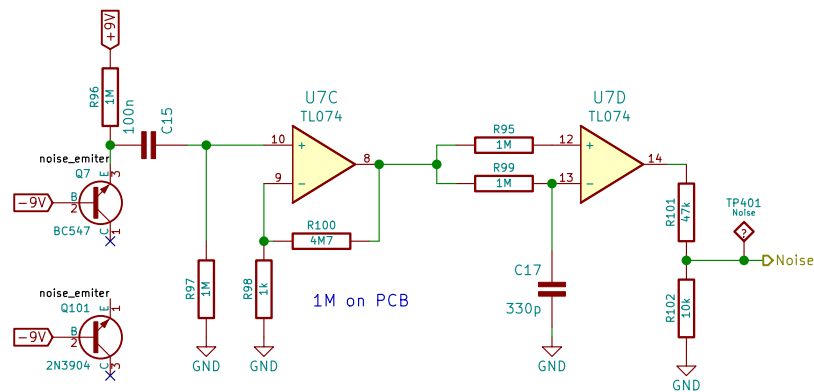 +9V
R96
1M
100n
C15
noise_emiter
Q7
E
3
-9V
B
2
BC547
C
1
R97
1M
GND
U7C
TL074
10
+
9
-
8
R100
4M7
R98
1k
GND
1M on PCB
R95
1M
R99
1M
U7D
TL074
12
+
13
-
14
C17
330p
GND
R101
47k
TP401
Noise
?
Noise
R102
10k
GND
noise_emiter
Q101
E
1
-9V
B
2
2N3904
C
3